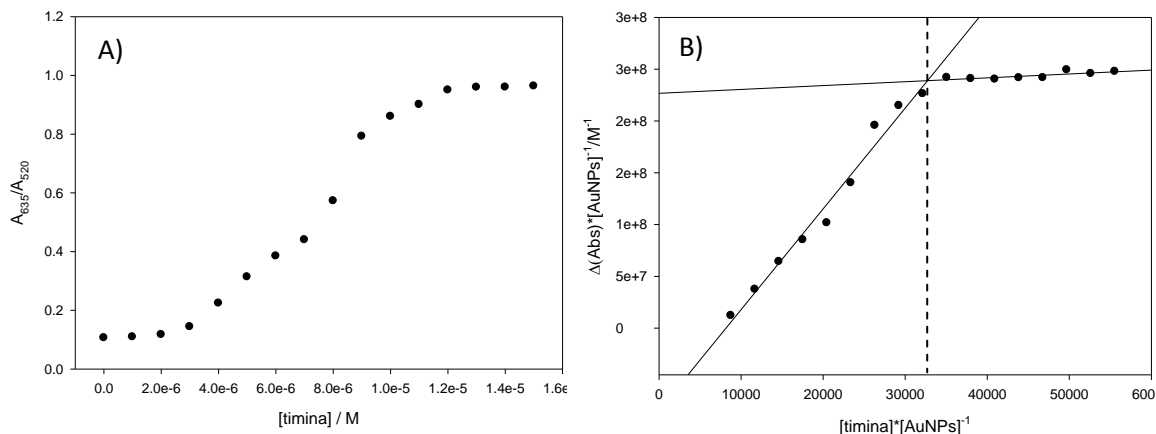 A)
1.2
1.0
0.8
0.6
0.4
0.2
0.0
A₆₃₅/A₅₂₀
0.0 2.0e-6 4.0e-6 6.0e-6 8.0e-6 1.0e-5 1.2e-5 1.4e-5 1.6e
[timina] / M
B)
3e+8
3e+8
2e+8
2e+8
1e+8
5e+7
0
Δ(Abs)*[AuNPs]⁻¹/M⁻¹
0 10000 20000 30000 40000 50000 600
[timina]*[AuNPs]⁻¹